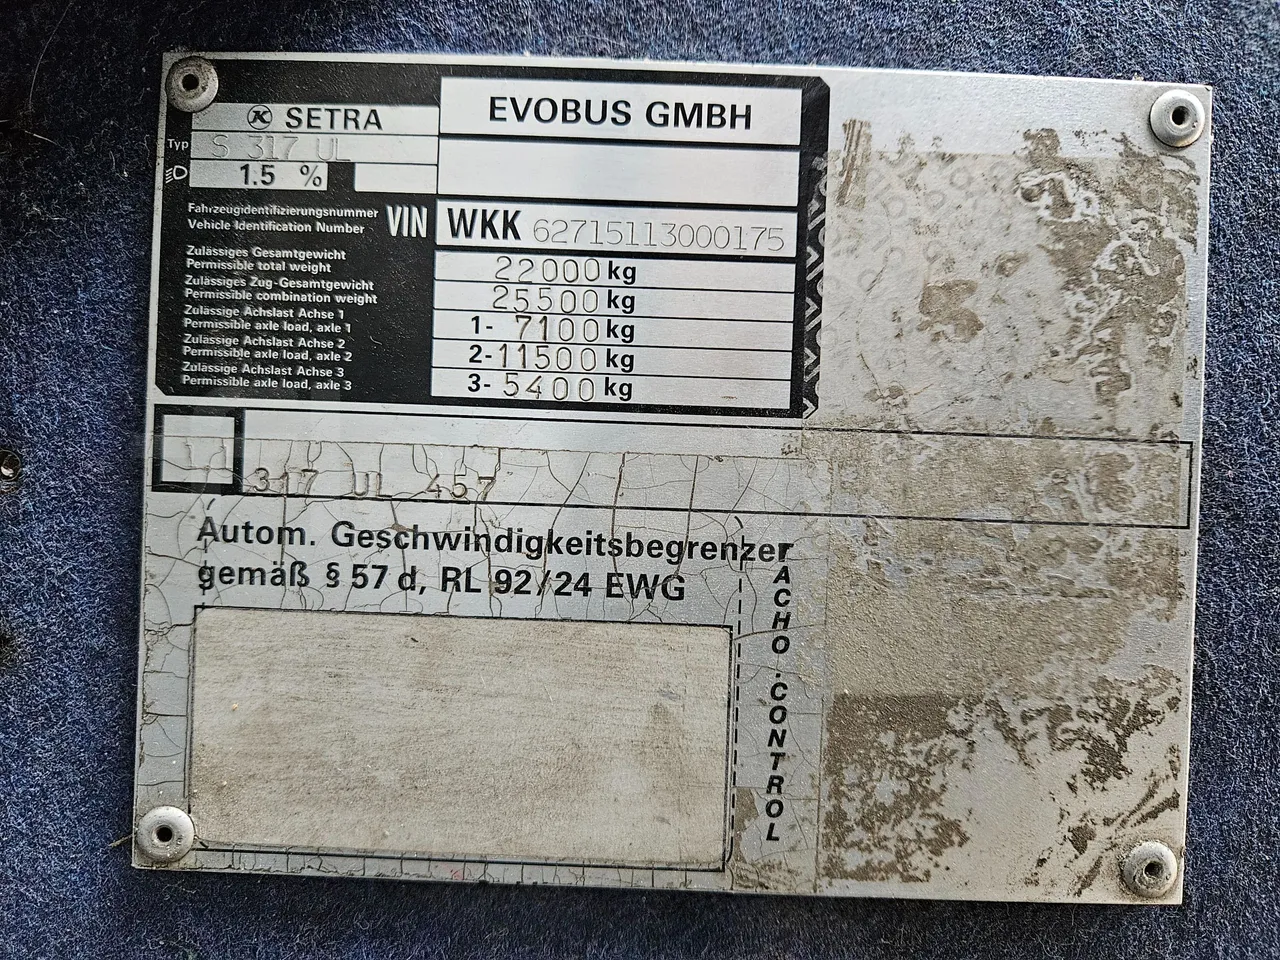 SETRA
EVOBUS GMBH
Typ S 317 UL
1.5 %
Fahrzeugidentifizierungsnummer
Vehicle Identification Number
VIN WKK 62715113000175
Zulässiges Gesamtgewicht
Permissible total weight
22000 kg
Zulässiges Zug-Gesamtgewicht
Permissible combination weight
25500 kg
Zulässige Achslast Achse 1
Permissible axle load, axle 1
1- 7100 kg
Zulässige Achslast Achse 2
Permissible axle load, axle 2
2- 11500 kg
Zulässige Achslast Achse 3
Permissible axle load, axle 3
3- 5400 kg
317 UL 457
Autom. Geschwindigkeitsbegrenzer
gemäß § 57 d, RL 92/24 EWG
ACHO.CONTROL